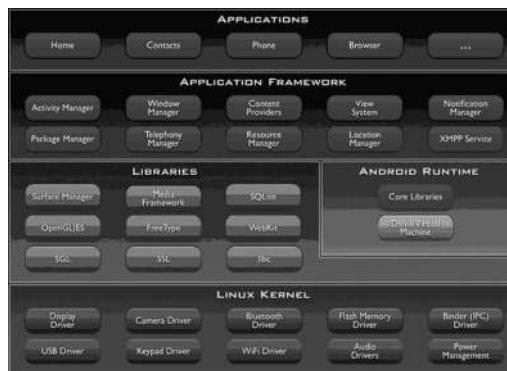 APPLICATIONS
Home
Contacts
Phone
Browser
...
APPLICATION FRAMEWORK
Activity Manager
Window
Manager
Content
Providers
View
System
Notification
Manager
Package Manager
Telephony
Manager
Resource
Manager
Location
Manager
XMPP Service
LIBRARIES
Surface Manager
Media
Framework
SQLite
OpenGL|ES
FreeType
WebKit
SGL
SSL
libc
ANDROID RUNTIME
Core Libraries
Dalvik Virtual
Machine
LINUX KERNEL
Display
Driver
Camera Driver
Bluetooth
Driver
Flash Memory
Driver
Binder (IPC)
Driver
USB Driver
Keypad Driver
WiFi Driver
Audio
Drivers
Power
Management